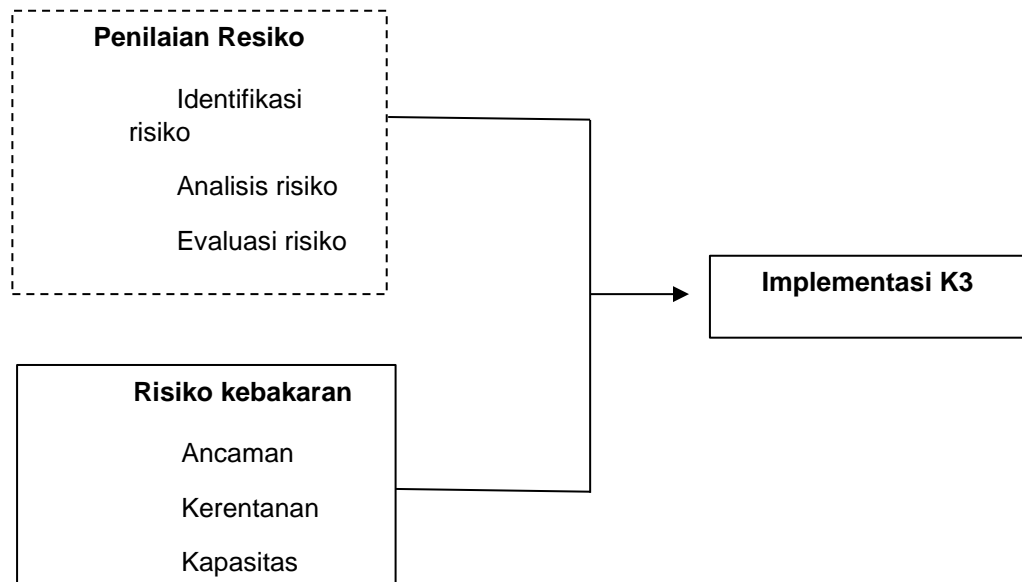 Penilaian Resiko
Identifikasi
risiko
Analisis risiko
Evaluasi risiko
Implementasi K3
Risiko kebakaran
Ancaman
Kerentanan
Kapasitas